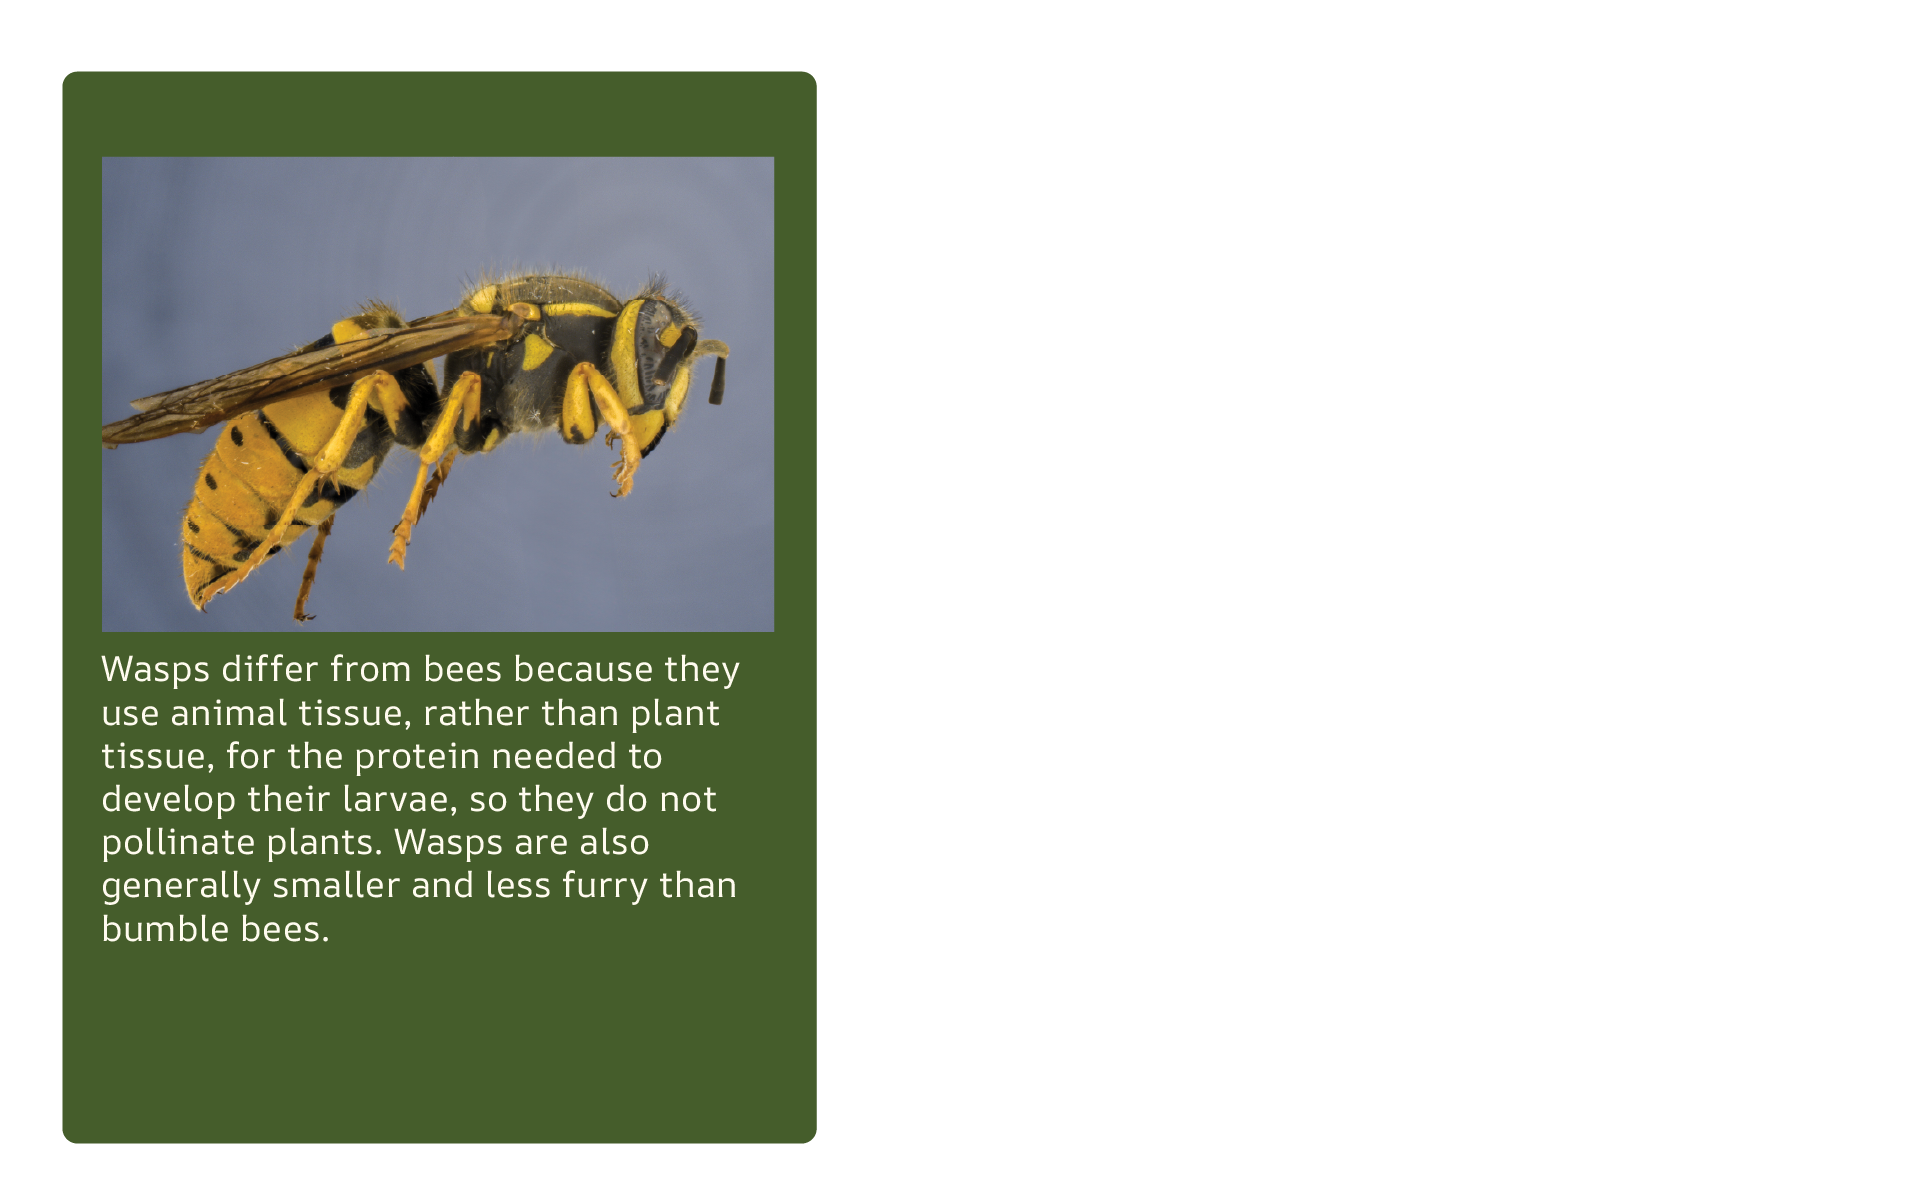 Wasps differ from bees because they
use animal tissue, rather than plant
tissue, for the protein needed to
develop their larvae, so they do not
pollinate plants. Wasps are also
generally smaller and less furry than
bumble bees.